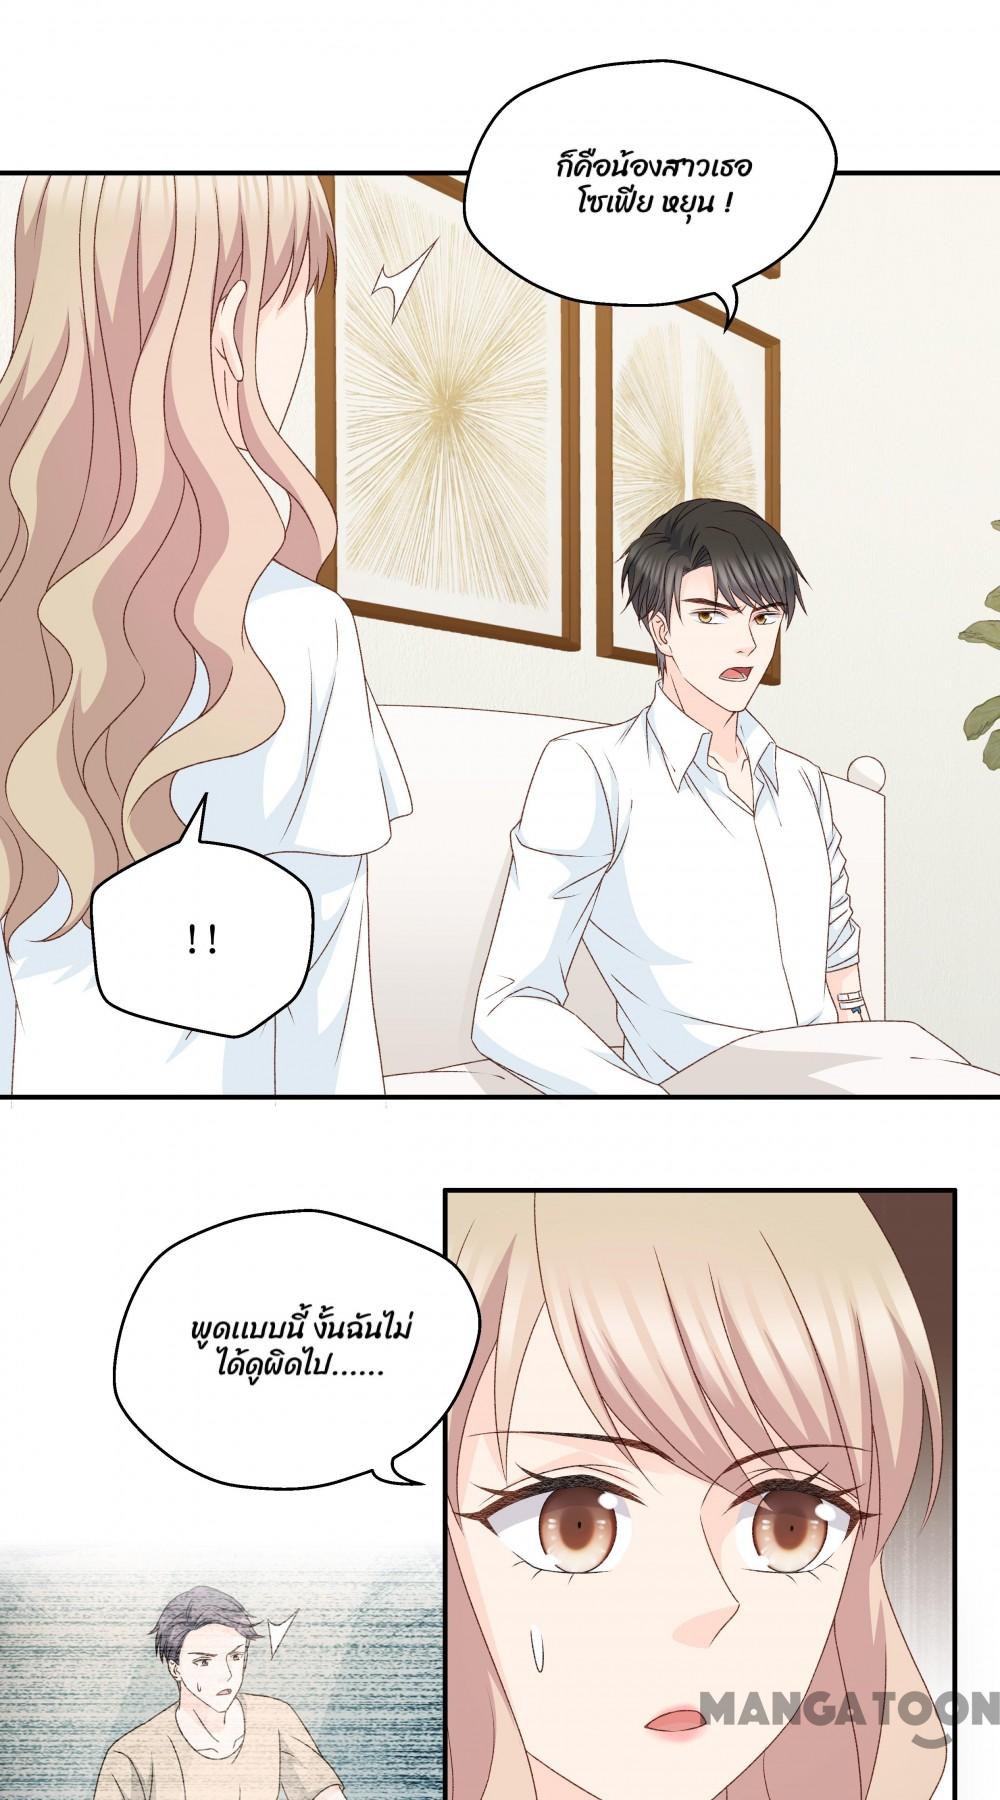 ก็คือน้องสาวเธอ
โซเฟีย หยุน !
! !
พูดแบบนี้ งั้นฉันไม่
ได้ดูผิดไป......
MANGATOON